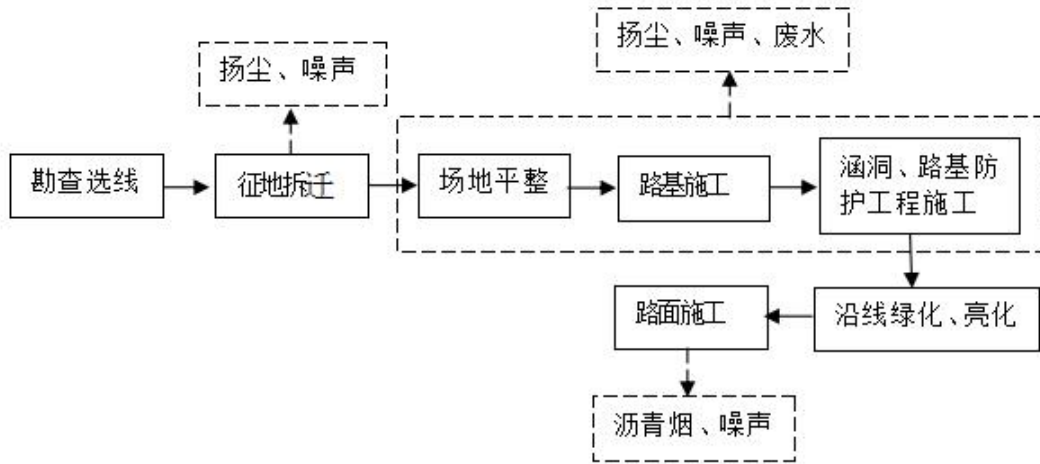 扬尘、噪声、废水
扬尘、噪声
勘查选线
征地拆迁
场地平整
路基施工
涵洞、路基防
护工程施工
路面施工
沿线绿化、亮化
沥青烟、噪声